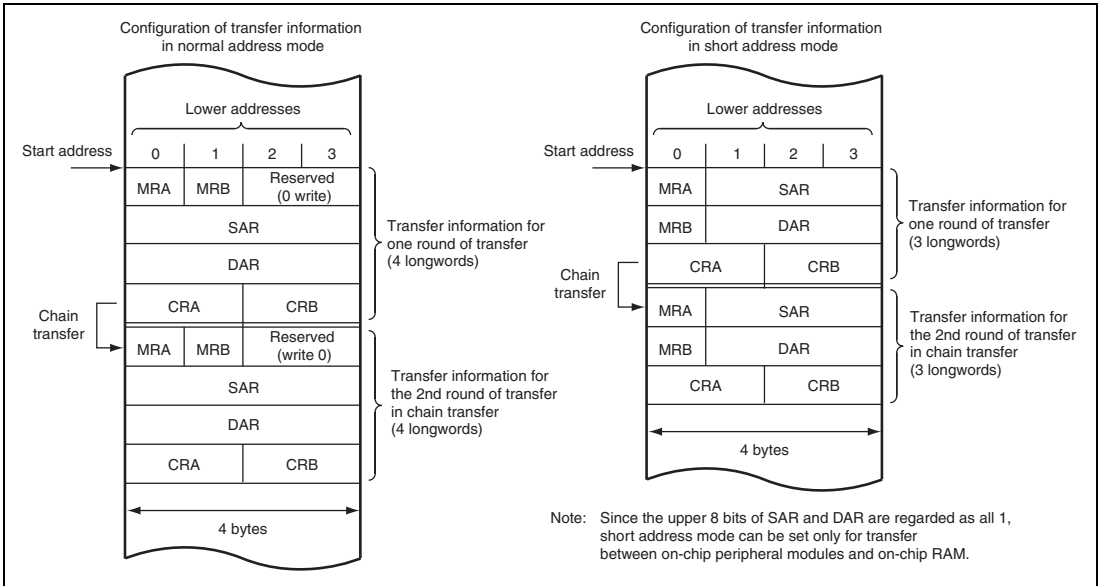 Configuration of transfer information
in normal address mode
Lower addresses
Start address
0 1 2 3
MRA MRB Reserved
(0 write)
SAR
DAR
CRA CRB
Transfer information for
one round of transfer
(4 longwords)
Chain
transfer
MRA MRB Reserved
(write 0)
SAR
DAR
CRA CRB
Transfer information for
the 2nd round of transfer
in chain transfer
(4 longwords)
4 bytes
Configuration of transfer information
in short address mode
Lower addresses
Start address
0 1 2 3
MRA SAR
MRB DAR
CRA CRB
Transfer information for
one round of transfer
(3 longwords)
Chain
transfer
MRA SAR
MRB DAR
CRA CRB
Transfer information for
the 2nd round of transfer
in chain transfer
(3 longwords)
4 bytes
Note: Since the upper 8 bits of SAR and DAR are regarded as all 1,
short address mode can be set only for transfer
between on-chip peripheral modules and on-chip RAM.